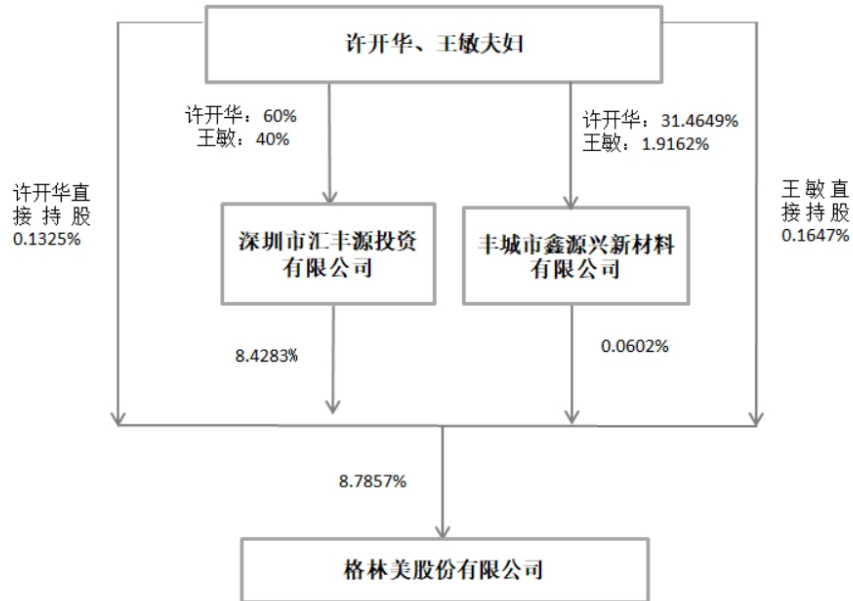 许开华、王敏夫妇
许开华：60%
王敏：40%
许开华：31.4649%
王敏：1.9162%
许开华直
接持股
0.1325%
王敏直
接持股
0.1647%
深圳市汇丰源投资
有限公司
丰城市鑫源兴新材料
有限公司
8.4283%
0.0602%
8.7857%
格林美股份有限公司